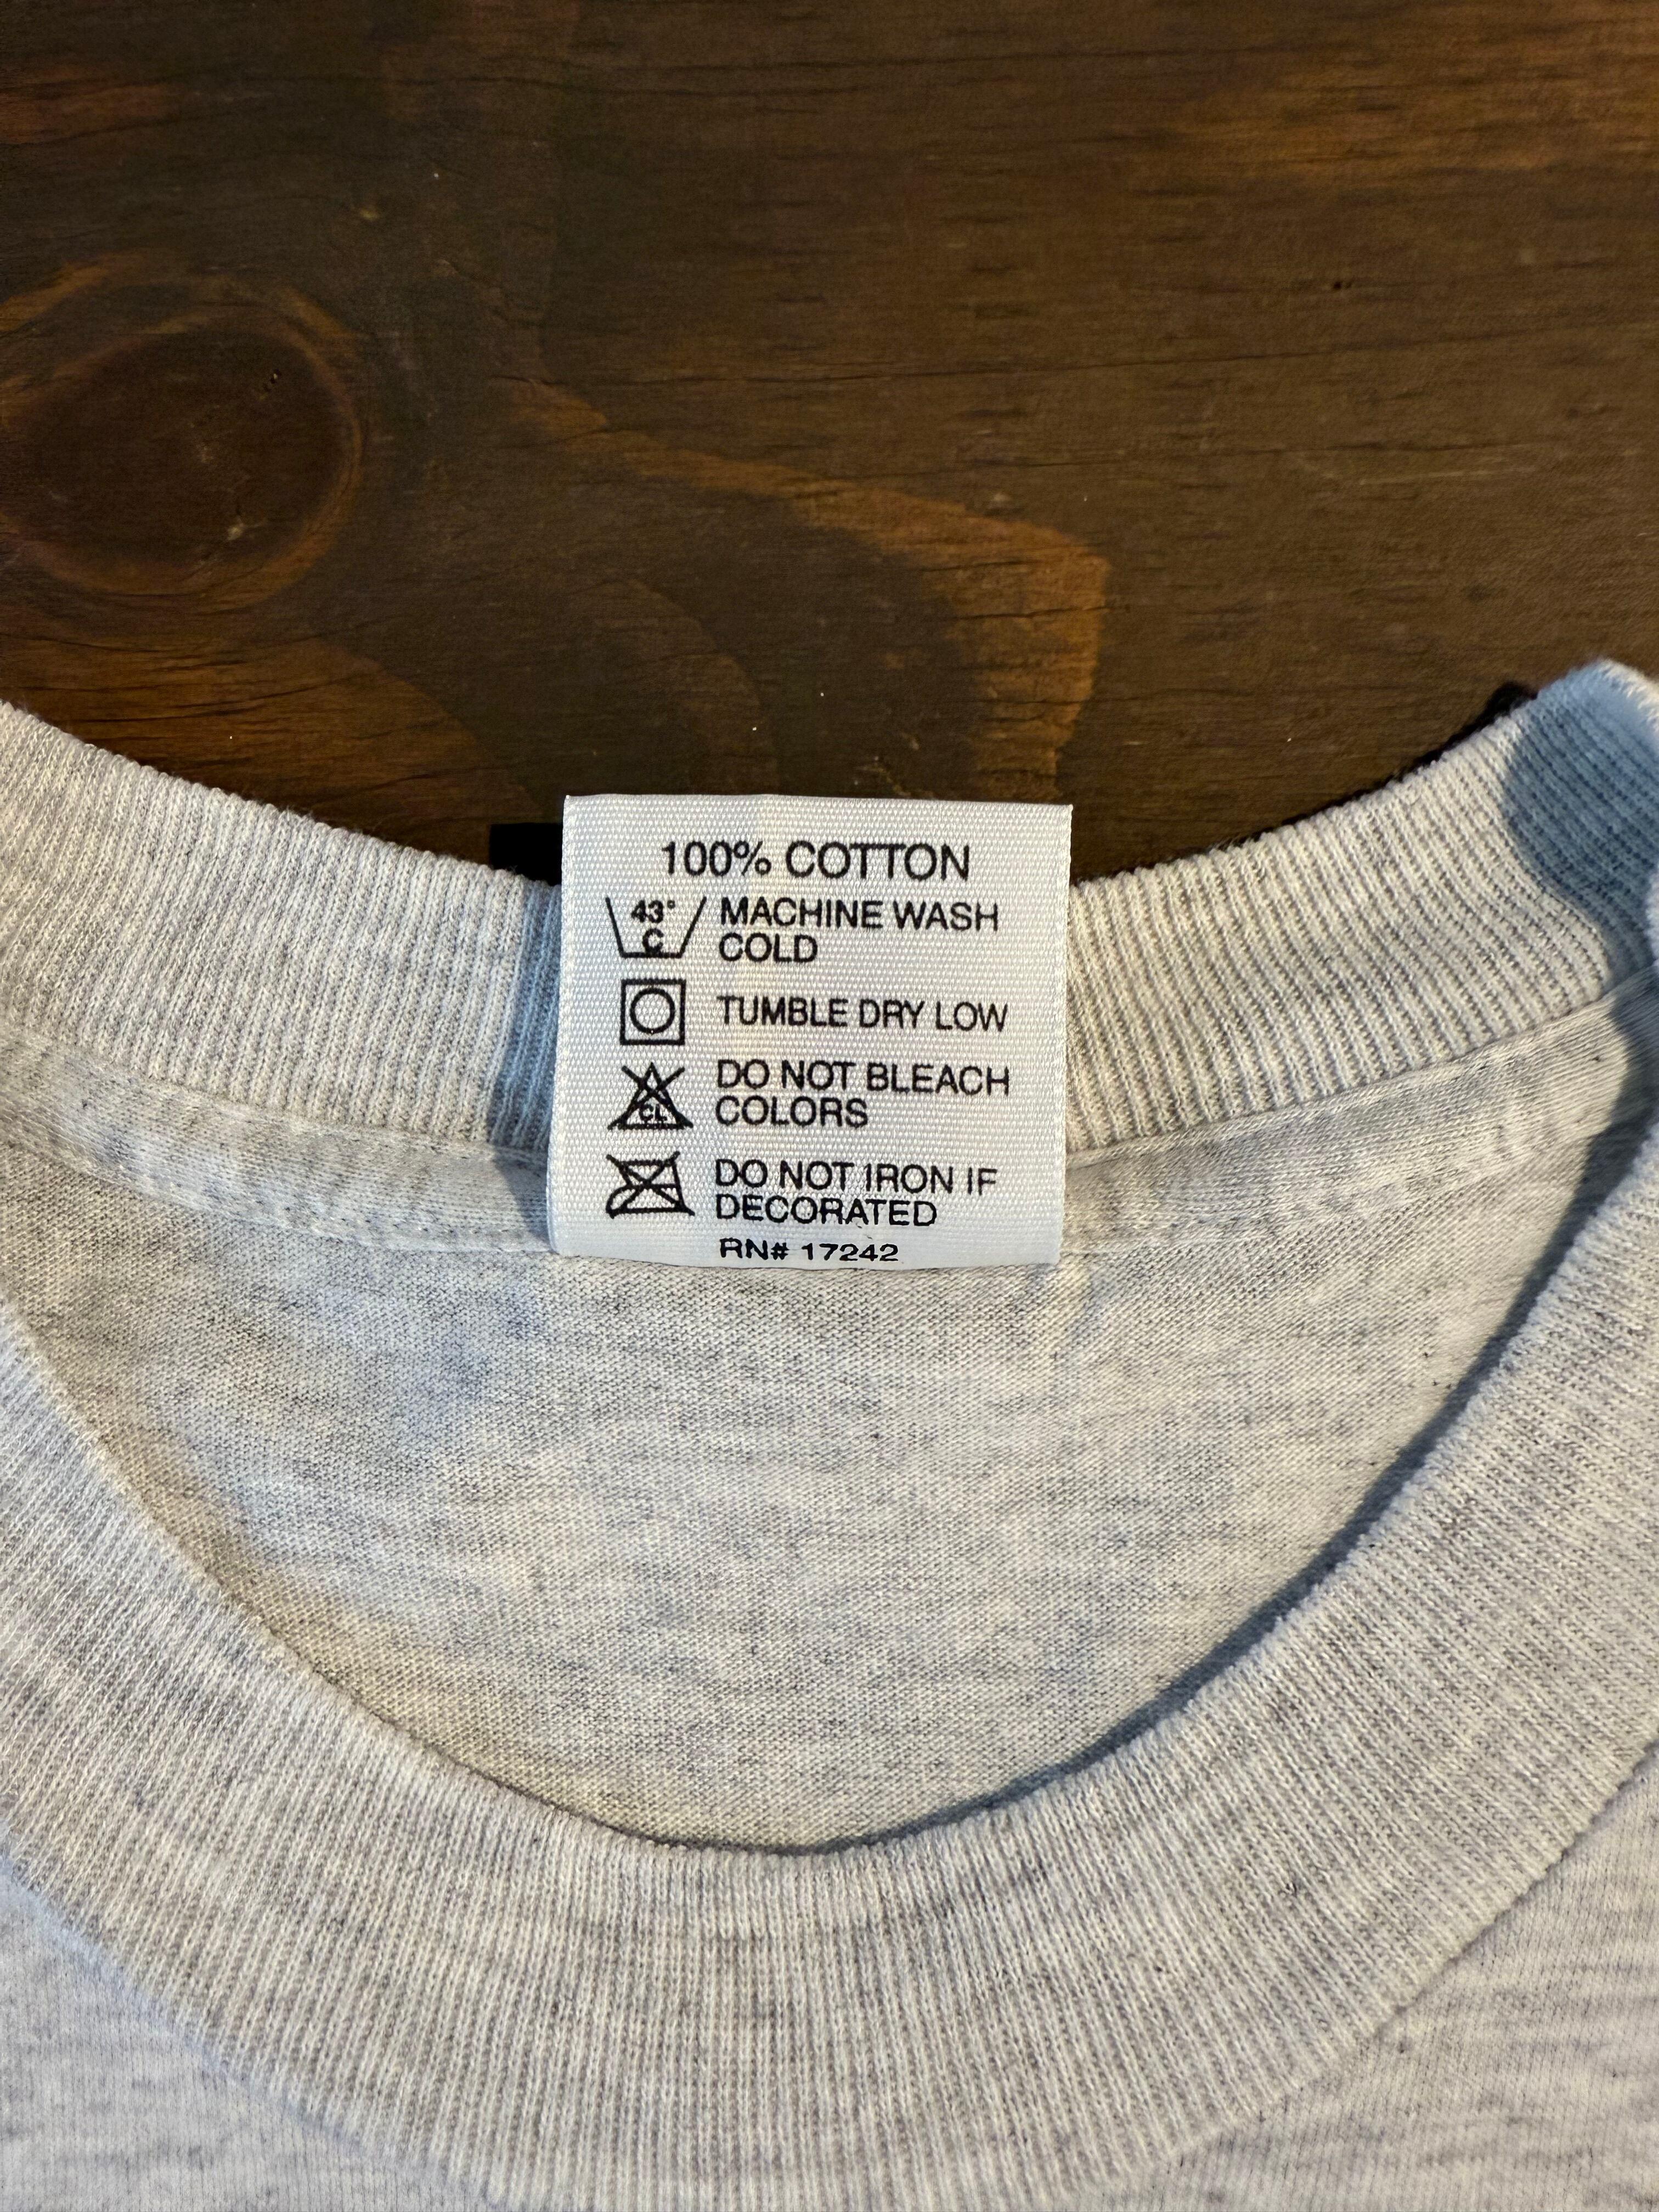 100% COTTON
43° C MACHINE WASH
COLD
TUMBLE DRY LOW
DO NOT BLEACH
CL COLORS
DO NOT IRON IF
DECORATED
RN# 17242